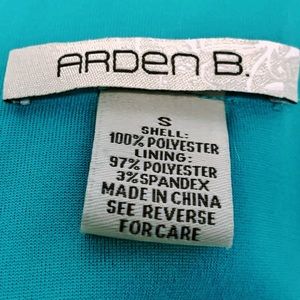 ARDEN B.
S
SHELL:
100% POLYESTER
LINING:
97% POLYESTER
3% SPANDEX
MADE IN CHINA
SEE REVERSE
FOR CARE